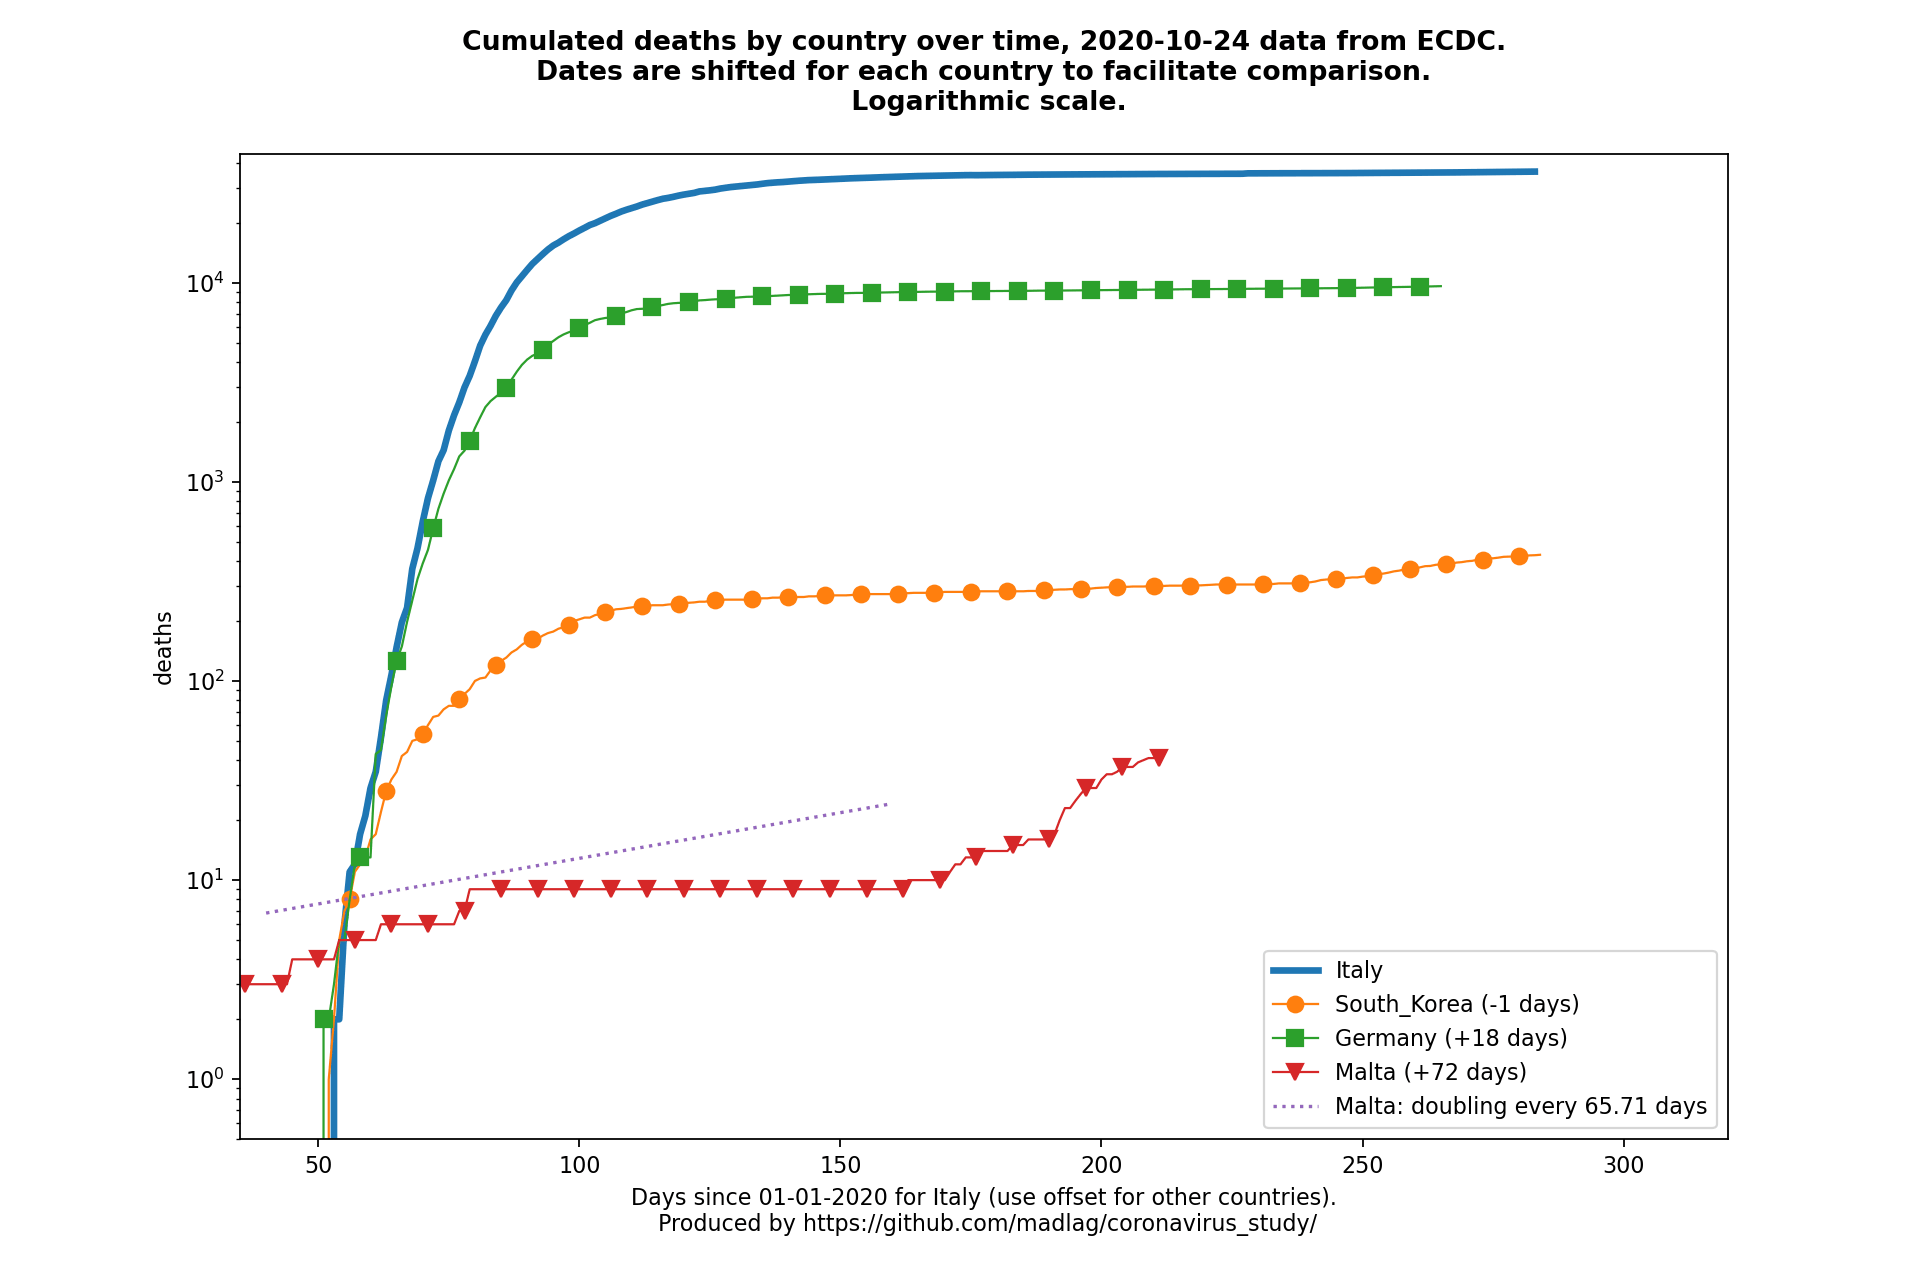 Cumulated deaths by country over time, 2020-10-24 data from ECDC.
Dates are shifted for each country to facilitate comparison.
Logarithmic scale.
deaths
10^4
10^3
10^2
10^1
10^0
50 100 150 200 250 300
Italy
South_Korea (-1 days)
Germany (+18 days)
Malta (+72 days)
Malta: doubling every 65.71 days
Days since 01-01-2020 for Italy (use offset for other countries).
Produced by https://github.com/madlag/coronavirus_study/